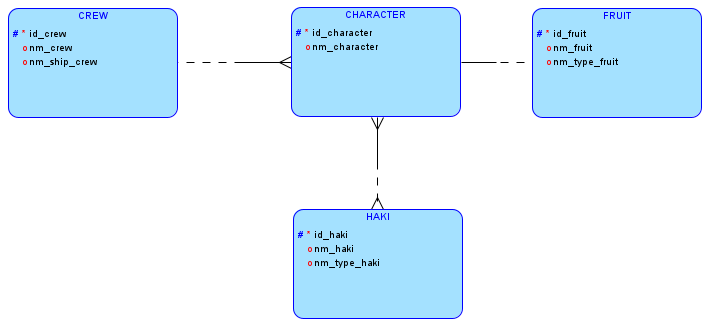 CREW
# * id_crew
o nm_crew
o nm_ship_crew
CHARACTER
# * id_character
o nm_character
FRUIT
# * id_fruit
o nm_fruit
o nm_type_fruit
HAKI
# * id_haki
o nm_haki
o nm_type_haki